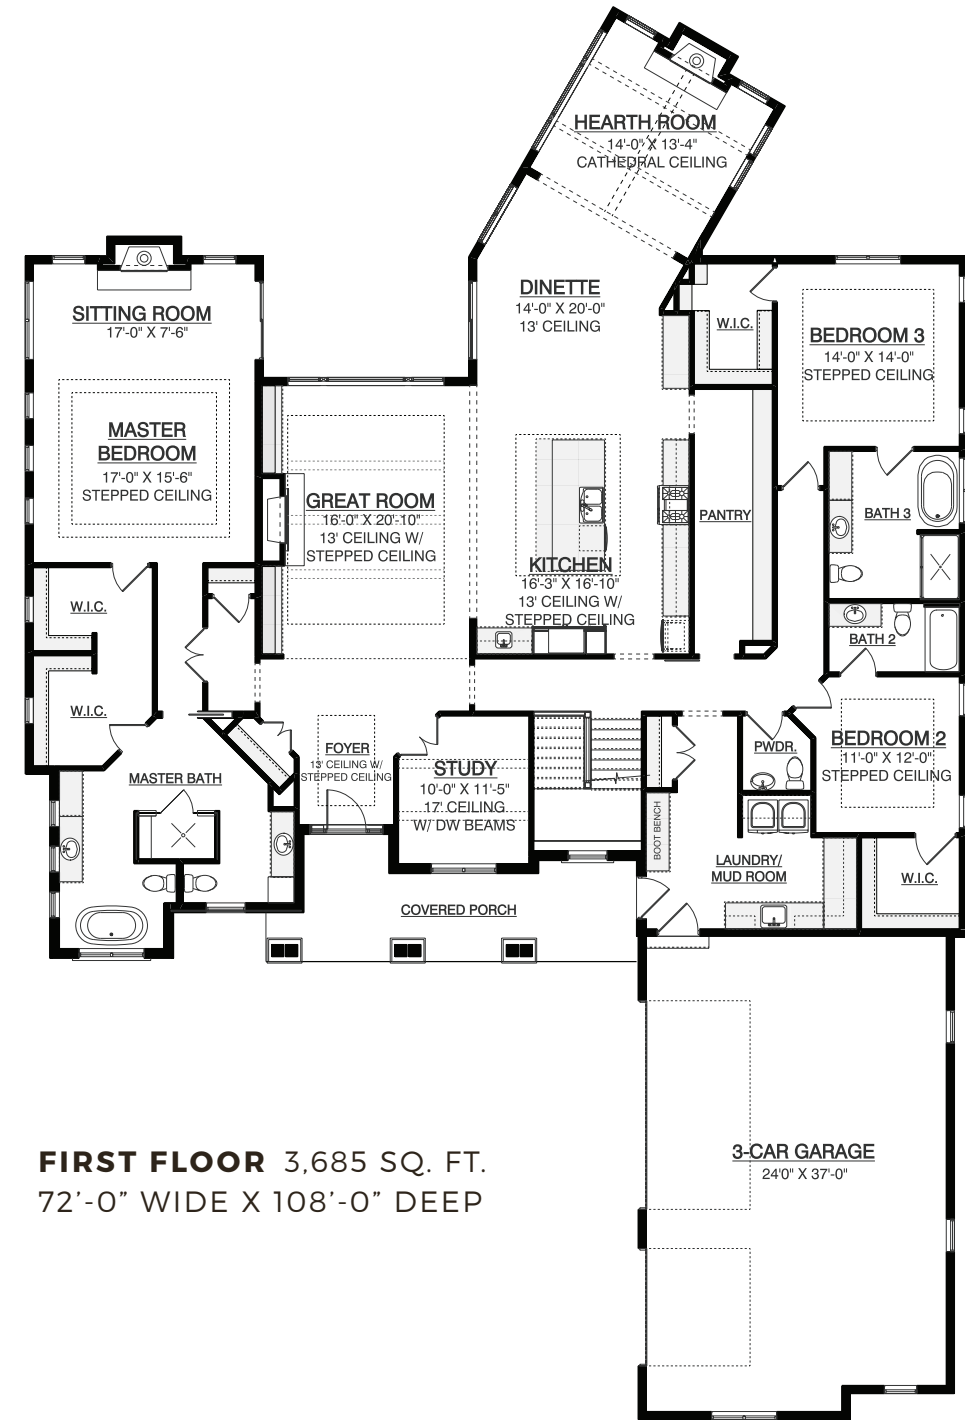 HEARTH ROOM
14'-0" X 13'-4"
CATHEDRAL CEILING
SITTING ROOM
17'-0" X 7'-6"
DINETTE
14'-0" X 20'-0"
13' CEILING
W.I.C.
BEDROOM 3
14'-0" X 14'-0"
STEPPED CEILING
MASTER
BEDROOM
17'-0" X 15'-6"
STEPPED CEILING
GREAT ROOM
16'-0" X 20'-10"
13' CEILING W/
STEPPED CEILING
PANTRY
BATH 3
KITCHEN
16'-3" X 16'-10"
13' CEILING W/
STEPPED CEILING
W.I.C.
BATH 2
W.I.C.
FOYER
13' CEILING W/
STEPPED CEILING
PWDR.
BEDROOM 2
11'-0" X 12'-0"
STEPPED CEILING
MASTER BATH
STUDY
10'-0" X 11'-5"
17' CEILING
W/ DW BEAMS
BOOT BENCH
LAUNDRY/
MUD ROOM
W.I.C.
COVERED PORCH
3-CAR GARAGE
24'0" X 37'-0"
FIRST FLOOR 3,685 SQ. FT.
72'-0” WIDE X 108'-0” DEEP